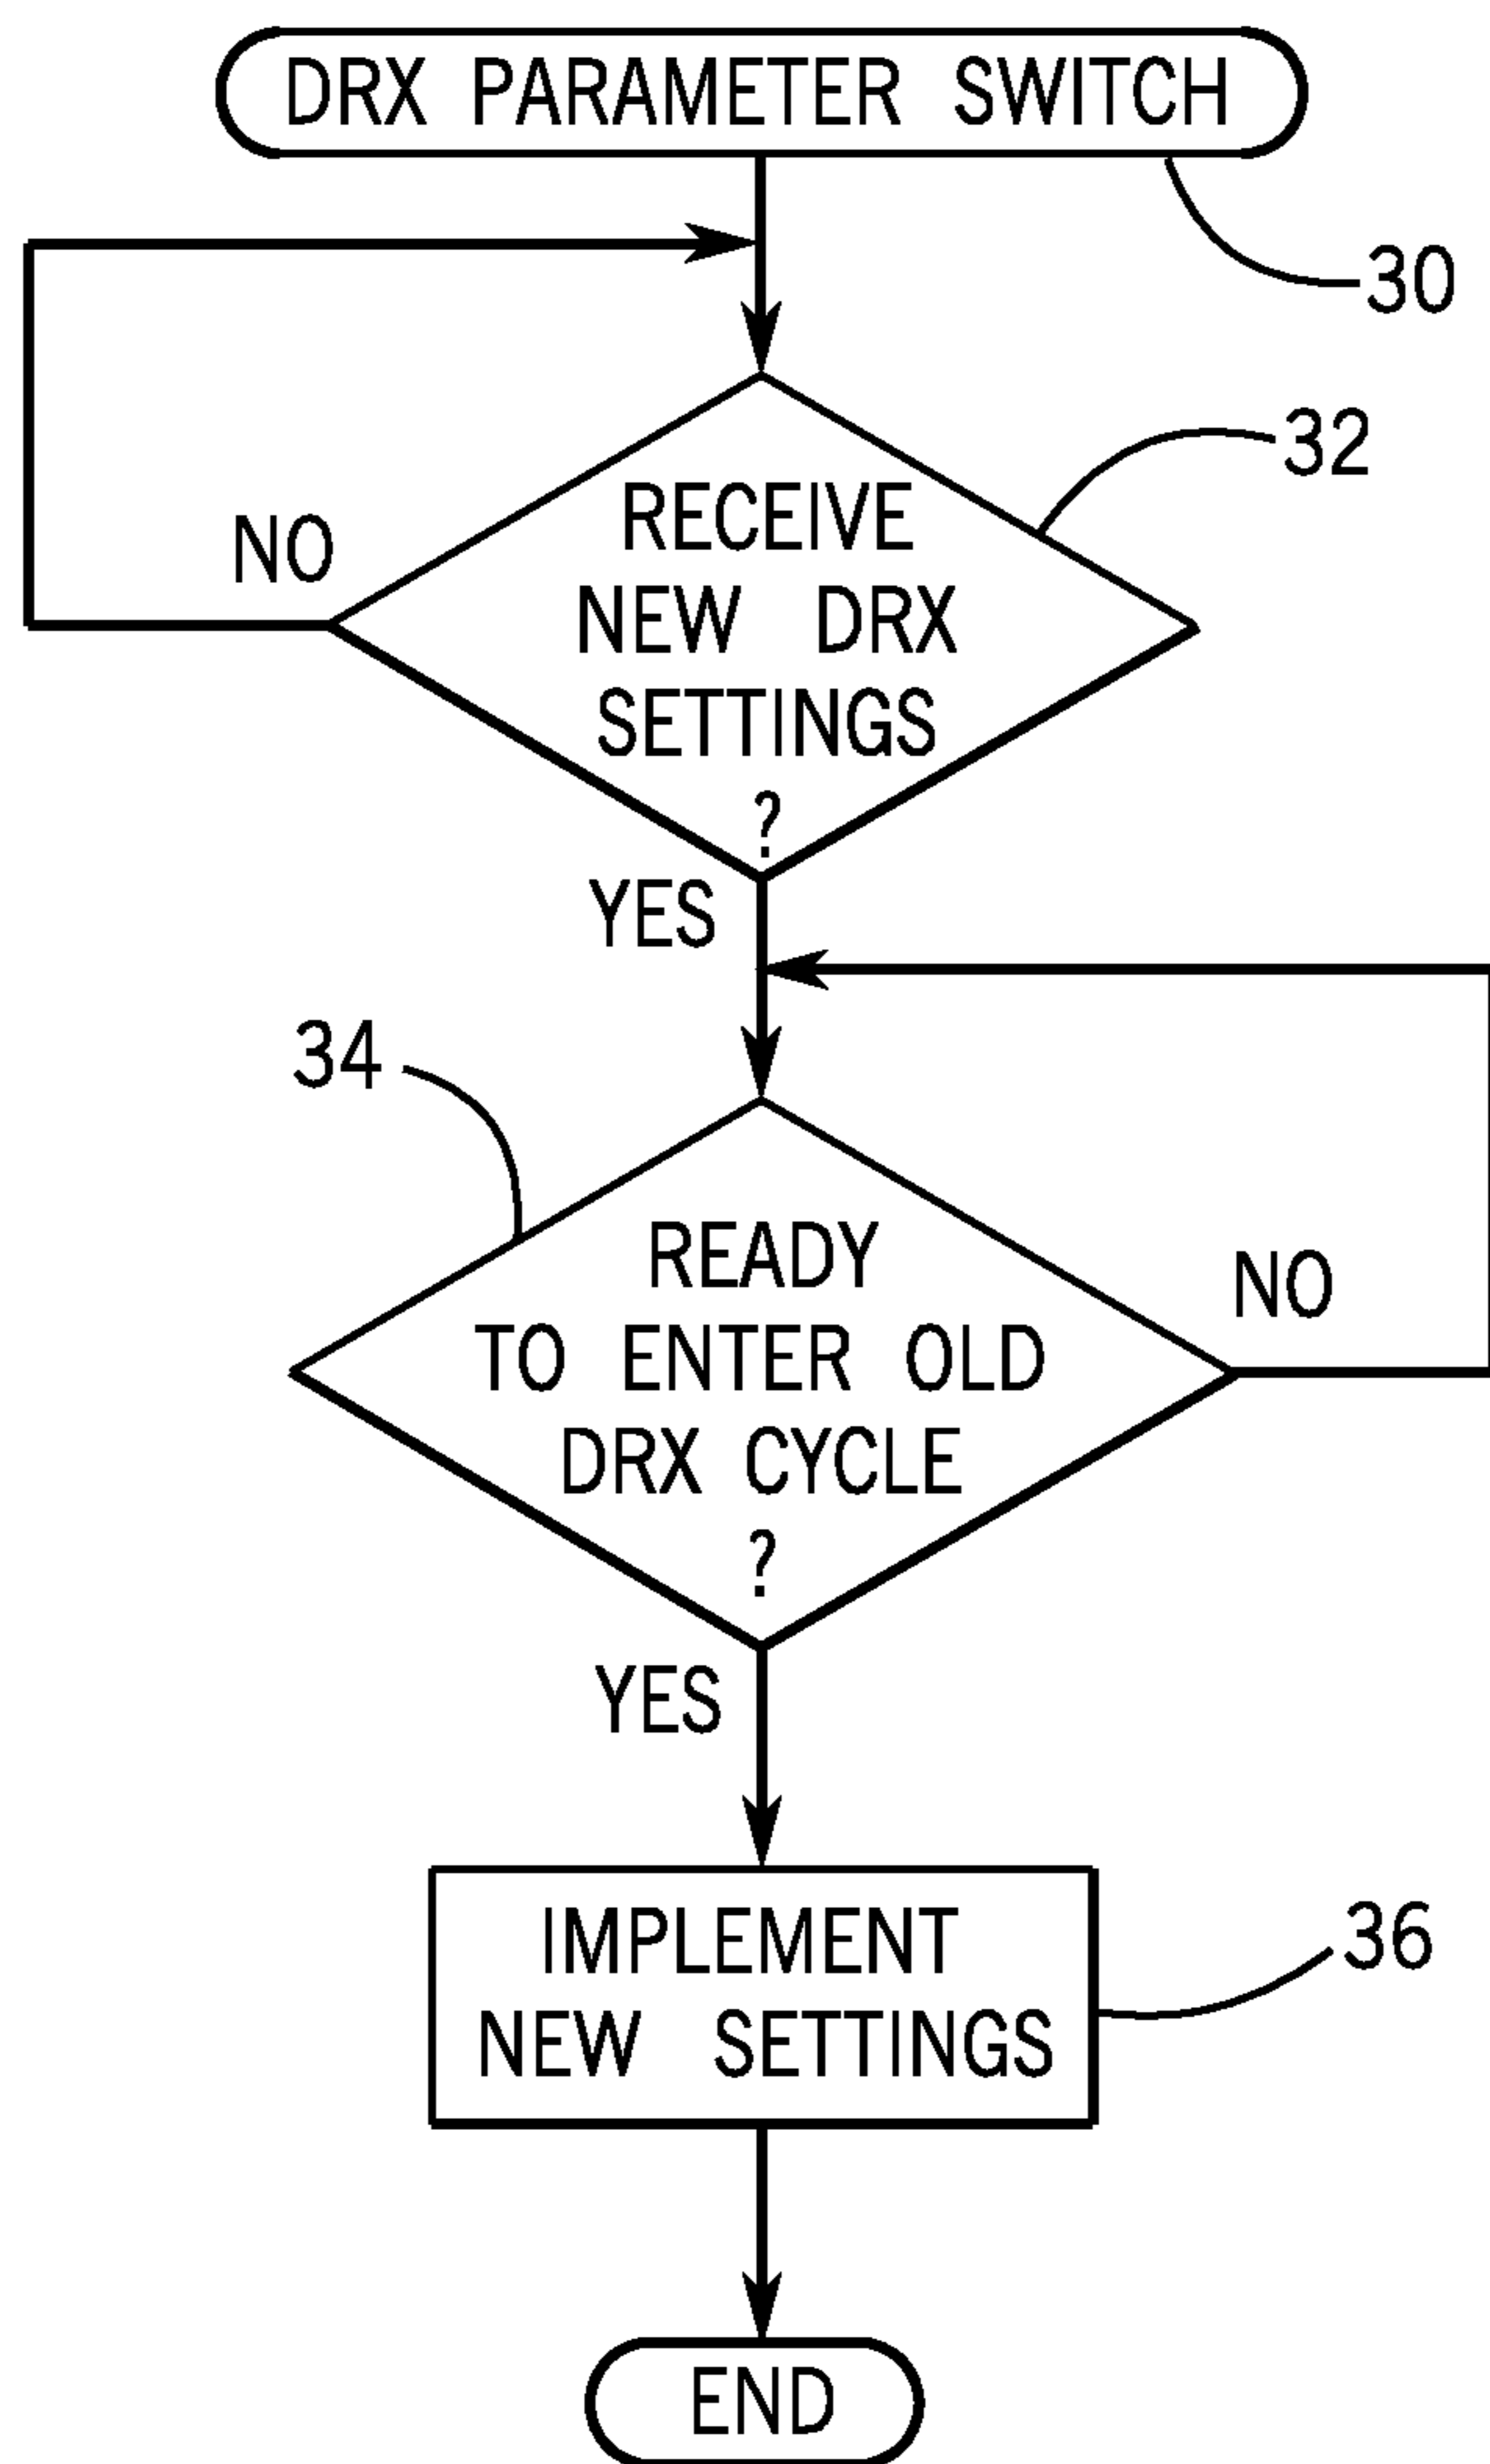 DRX PARAMETER SWITCH
30
32
RECEIVE
NO
NEW DRX
SETTINGS
?
YES
34
READY
NO
TO ENTER OLD
DRX CYCLE
?
YES
IMPLEMENT
36
NEW SETTINGS
END